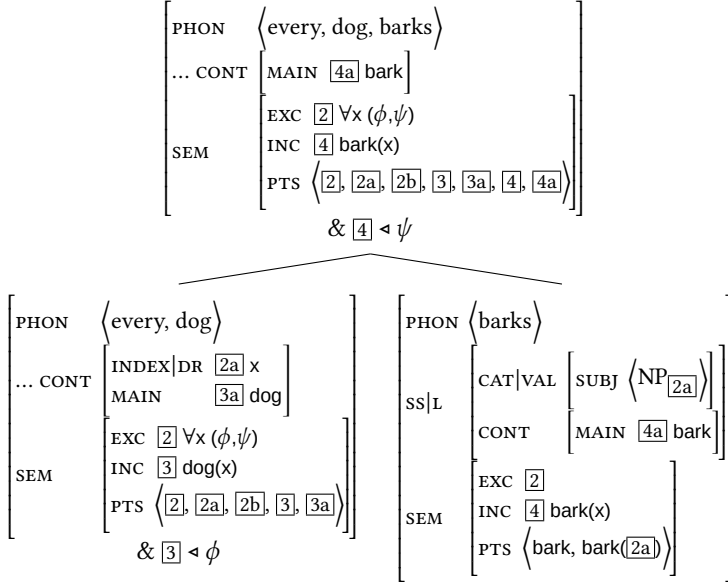 PHON ⟨every, dog, barks⟩
... CONT [MAIN 4a bark]
SEM
EXC 2 ∀x (ϕ,ψ)
INC 4 bark(x)
PTS ⟨2, 2a, 2b, 3, 3a, 4, 4a⟩
& 4 ◁ ψ
PHON ⟨every, dog⟩
... CONT
INDEX|DR 2a x
MAIN 3a dog
SEM
EXC 2 ∀x (ϕ,ψ)
INC 3 dog(x)
PTS ⟨2, 2a, 2b, 3, 3a⟩
& 3 ◁ ϕ
PHON ⟨barks⟩
SS|L
CAT|VAL [SUBJ ⟨NP 2a⟩]
CONT [MAIN 4a bark]
SEM
EXC 2
INC 4 bark(x)
PTS ⟨bark, bark(2a)⟩